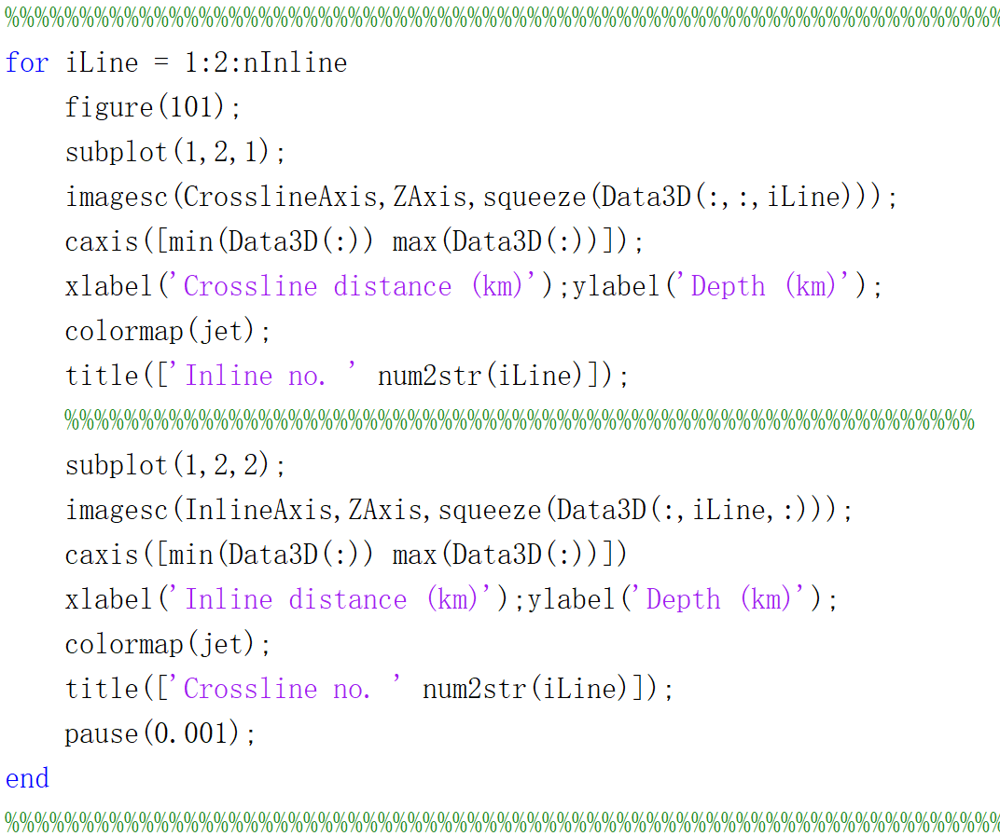 %%%%%%%%%%%%%%%%%%%%%%%%%%%%%%%%%%%%%%%%%%%%%%%%%%%%%%%%%%%%%%%%%%%
for iLine = 1:2:nInline
figure(101);
subplot(1,2,1);
imagesc(CrosslineAxis,ZAxis,squeeze(Data3D(:,:,iLine)));
caxis([min(Data3D(:)) max(Data3D(:))]);
xlabel('Crossline distance (km)');ylabel('Depth (km)');
colormap(jet);
title(['Inline no. ' num2str(iLine)]);
%%%%%%%%%%%%%%%%%%%%%%%%%%%%%%%%%%%%%%%%%%%%%%%%%%%%%%%%%%%%%
subplot(1,2,2);
imagesc(InlineAxis,ZAxis,squeeze(Data3D(:,iLine,:)));
caxis([min(Data3D(:)) max(Data3D(:))])
xlabel('Inline distance (km)');ylabel('Depth (km)');
colormap(jet);
title(['Crossline no. ' num2str(iLine)]);
pause(0.001);
end
%%%%%%%%%%%%%%%%%%%%%%%%%%%%%%%%%%%%%%%%%%%%%%%%%%%%%%%%%%%%%%%%%%%